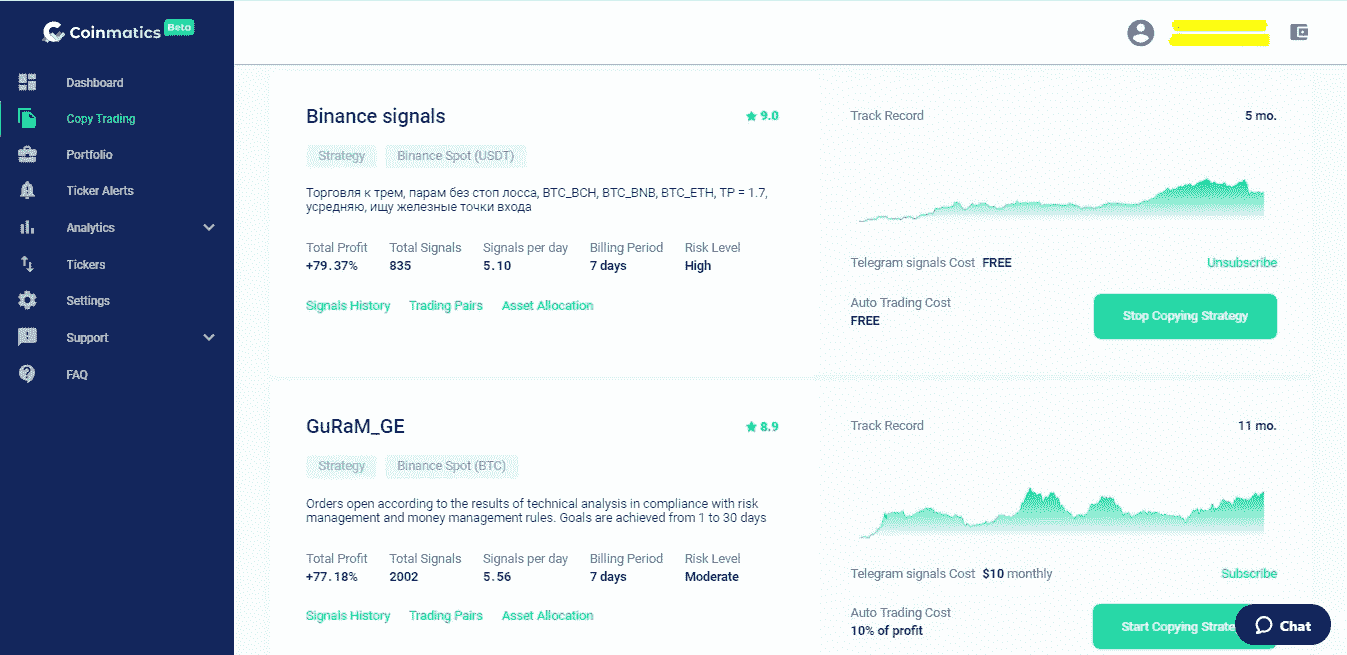 Coinmatics Beta
Dashboard
Copy Trading
Portfolio
Ticker Alerts
Analytics
Tickers
Settings
Support
FAQ
Binance signals
9.0
Strategy
Binance Spot (USDT)
Торговля к трем, парам без стоп лосса, BTC_BCH, BTC_BNB, BTC_ETH, TP = 1.7,
усредняю, ищу железные точки входа
Total Profit Total Signals Signals per day Billing Period Risk Level
+79.37% 835 5.10 7 days High
Signals History Trading Pairs Asset Allocation
Track Record 5 mo.
Telegram signals Cost FREE Unsubscribe
Auto Trading Cost
FREE
Stop Copying Strategy
GuRaM_GE
8.9
Strategy
Binance Spot (BTC)
Orders open according to the results of technical analysis in compliance with risk
management and money management rules. Goals are achieved from 1 to 30 days
Total Profit Total Signals Signals per day Billing Period Risk Level
+77.18% 2002 5.56 7 days Moderate
Signals History Trading Pairs Asset Allocation
Track Record 11 mo.
Telegram signals Cost $10 monthly Subscribe
Auto Trading Cost
10% of profit
Start Copying Strate
Chat